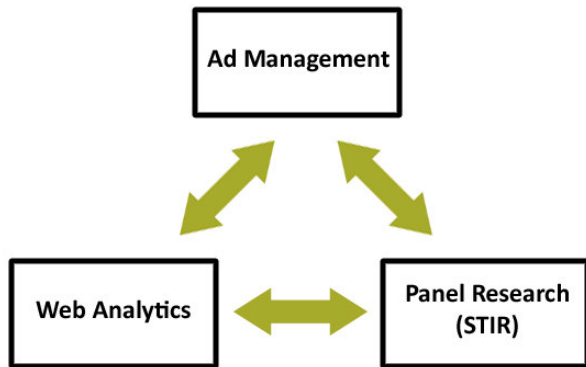 Ad Management
Web Analytics
Panel Research
(STIR)